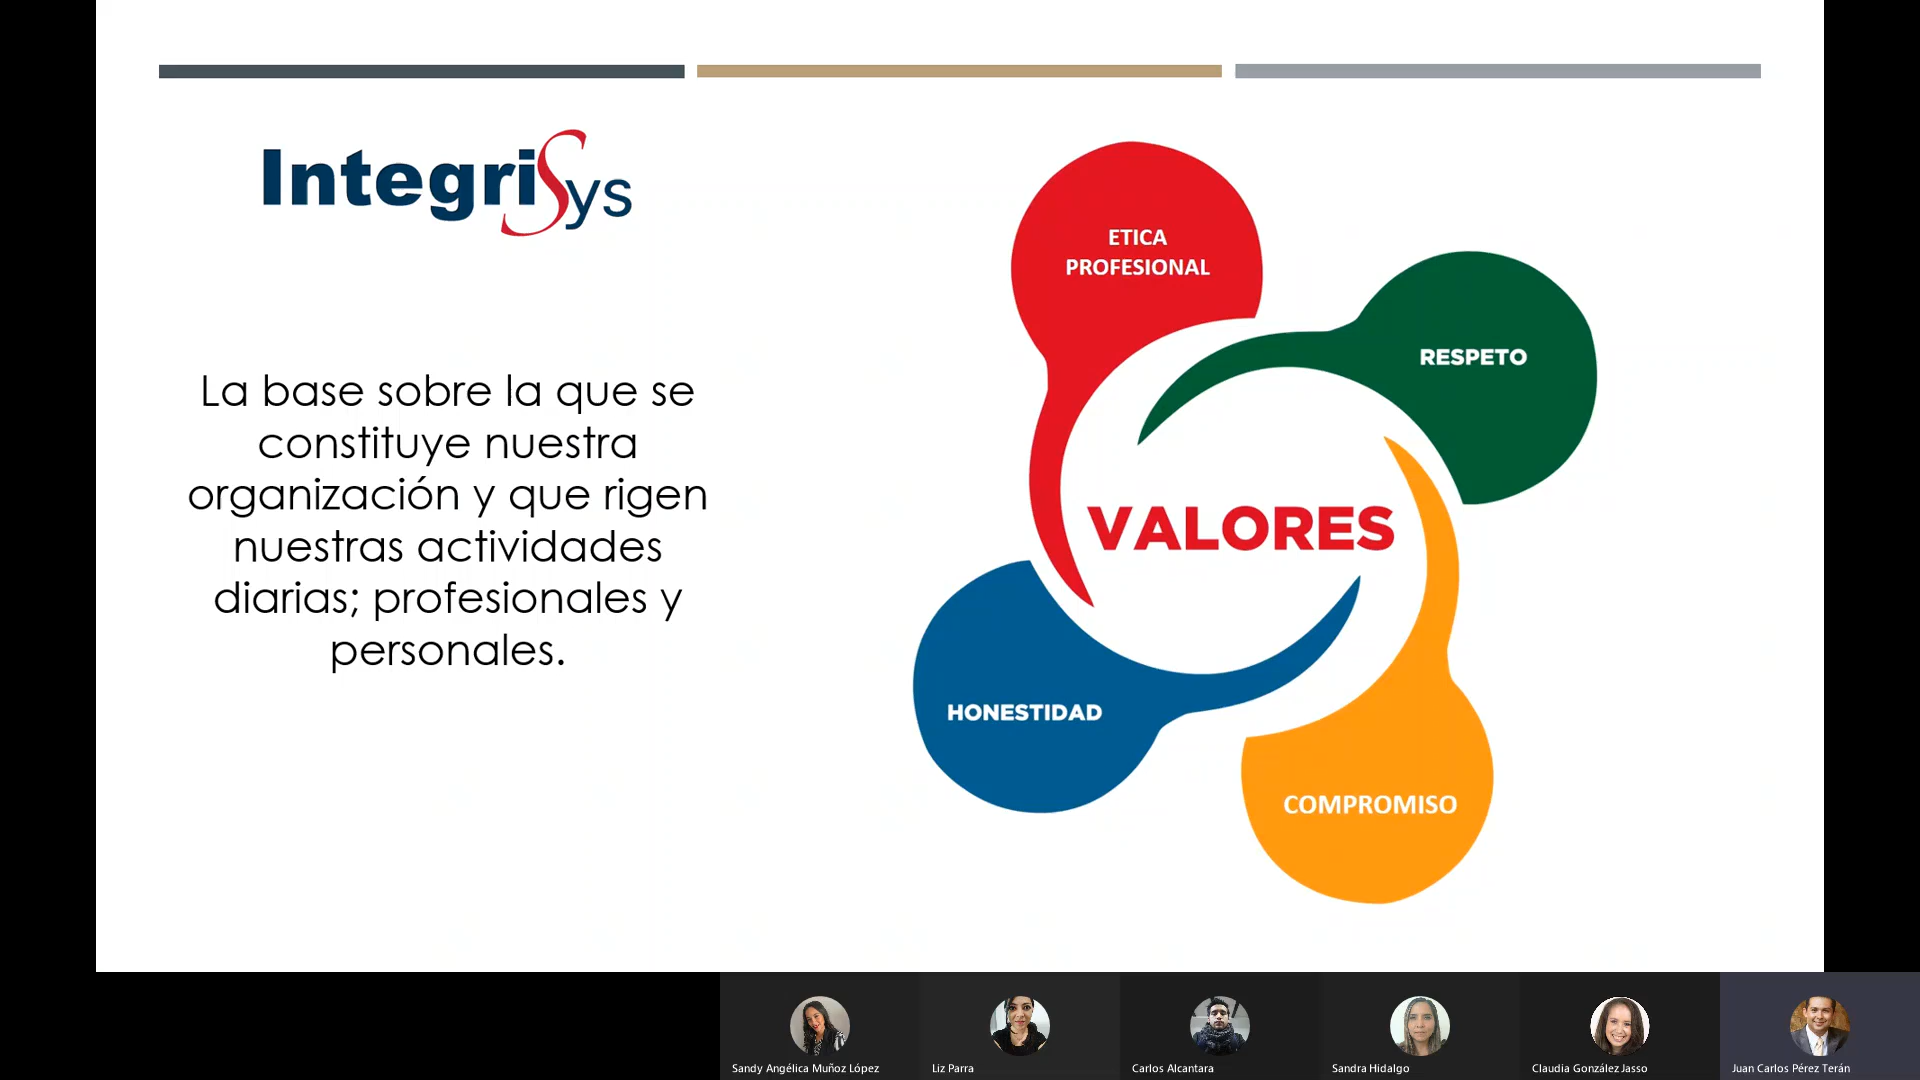 IntegriSys
La base sobre la que se
constituye nuestra
organización y que rigen
nuestras actividades
diarias; profesionales y
personales.
ETICA
PROFESIONAL
RESPETO
VALORES
HONESTIDAD
COMPROMISO
Sandy Angélica Muñoz López
Liz Parra
Carlos Alcantara
Sandra Hidalgo
Claudia González Jasso
Juan Carlos Pérez Terán